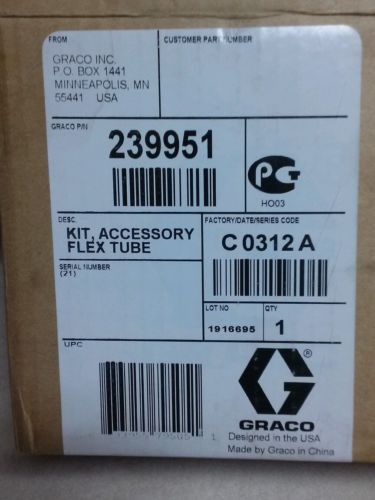 FROM
GRACO INC.
P.O. BOX 1441
MINNEAPOLIS, MN
55441 USA
CUSTOMER PART NUMBER
GRACO P/N
239951
PG
HO03
DESC.
KIT, ACCESSORY
FLEX TUBE
FACTORY/DATE/SERIES CODE
C 0312 A
SERIAL NUMBER
(21)
LOT NO
1916695
QTY
1
UPC
1
®
GRACO
Designed in the USA
Made by Graco in China